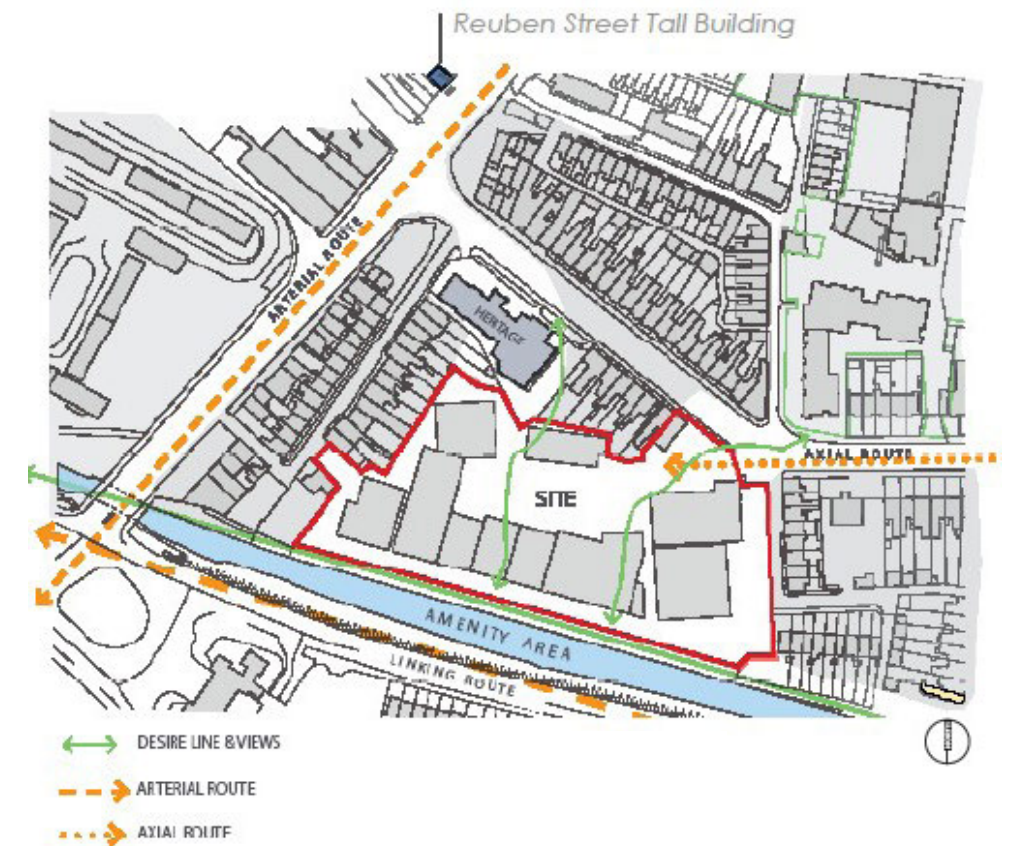 Reuben Street Tall Building
ARTERIAL ROUTE
HERITAGE
AXIAL ROUTE
SITE
AMENITY AREA
LINKING ROUTE
DESIRE LINE & VIEWS
ARTERIAL ROUTE
AXIAL ROUTE